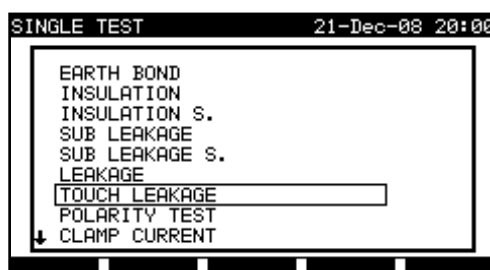 SINGLE TEST 21-Dec-08 20:00
EARTH BOND
INSULATION
INSULATION S.
SUB LEAKAGE
SUB LEAKAGE S.
LEAKAGE
TOUCH LEAKAGE
POLARITY TEST
CLAMP CURRENT